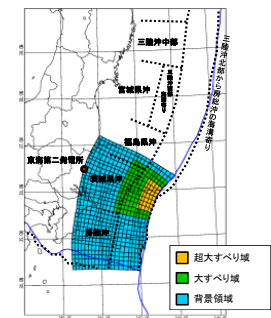 三陸沖中部
宮城県沖
三陸沖北部から房総沖の海溝寄り
福島県沖
東海第二発電所
茨城県沖
房総沖
超大すべり域
大すべり域
背景領域